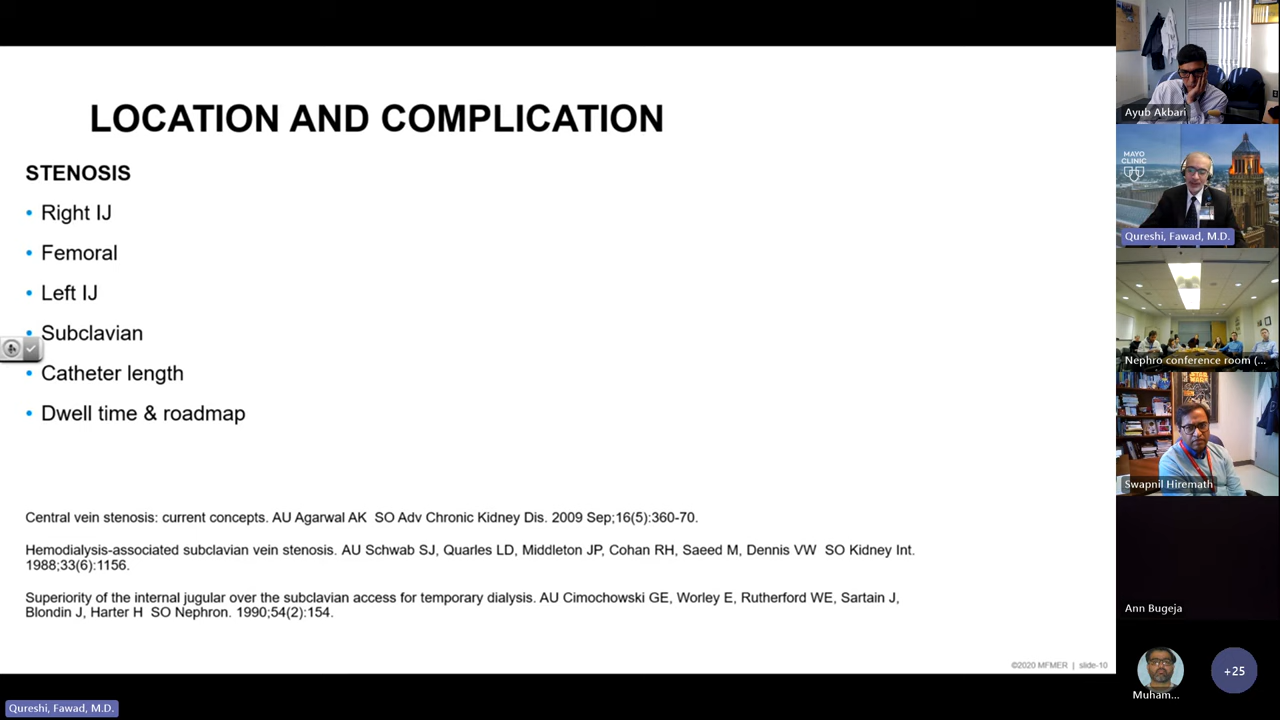 LOCATION AND COMPLICATION
STENOSIS
• Right IJ
• Femoral
• Left IJ
• Subclavian
• Catheter length
• Dwell time & roadmap
Central vein stenosis: current concepts. AU Agarwal AK SO Adv Chronic Kidney Dis. 2009 Sep;16(5):360-70.
Hemodialysis-associated subclavian vein stenosis. AU Schwab SJ, Quarles LD, Middleton JP, Cohan RH, Saeed M, Dennis VW SO Kidney Int.
1988;33(6):1156.
Superiority of the internal jugular over the subclavian access for temporary dialysis. AU Cimochowski GE, Worley E, Rutherford WE, Sartain J,
Blondin J, Harter H SO Nephron. 1990;54(2):154.
©2020 MFMER | slide-10
Qureshi, Fawad, M.D.
Ayub Akbari
MAYO
CLINIC
Qureshi, Fawad, M.D.
Nephro conference room (...
STAR
WARS
Swapnil Hiremath
Ann Bugeja
Muham...
+25